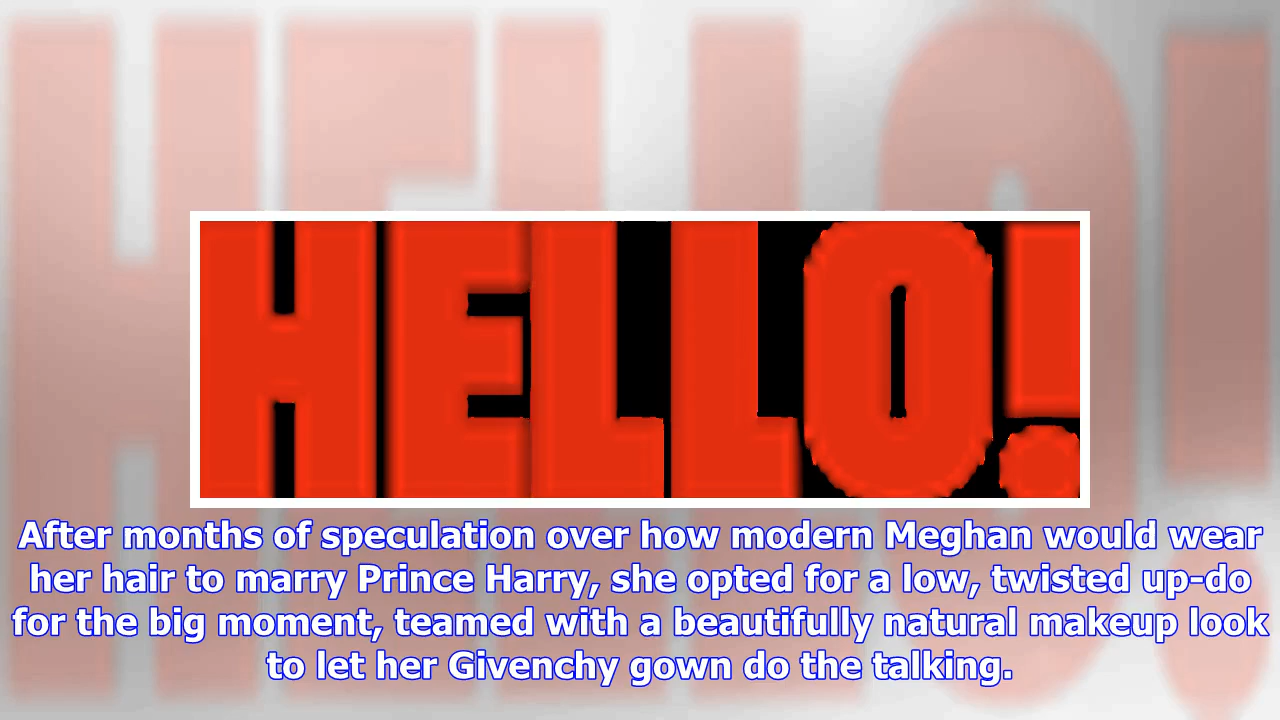 HELLO!
After months of speculation over how modern Meghan would wear
her hair to marry Prince Harry, she opted for a low, twisted up-do
for the big moment, teamed with a beautifully natural makeup look
to let her Givenchy gown do the talking.